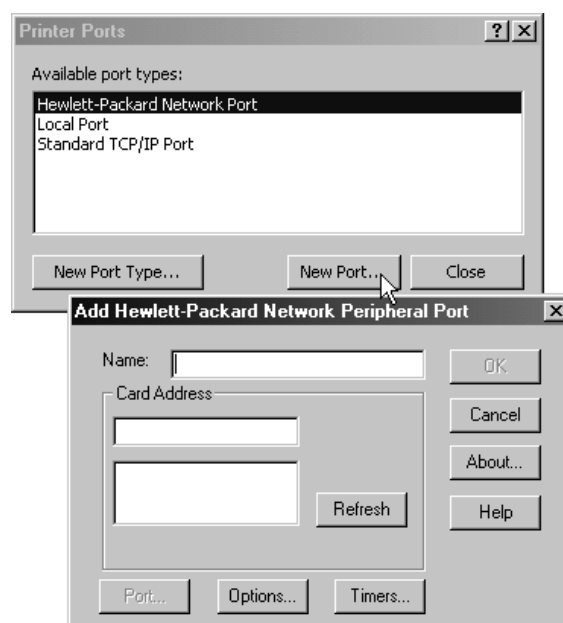 Printer Ports
Available port types:
Hewlett-Packard Network Port
Local Port
Standard TCP/IP Port
New Port Type...
New Port...
Close
Add Hewlett-Packard Network Peripheral Port
Name:
OK
Card Address
Cancel
About...
Refresh
Help
Port...
Options...
Timers...